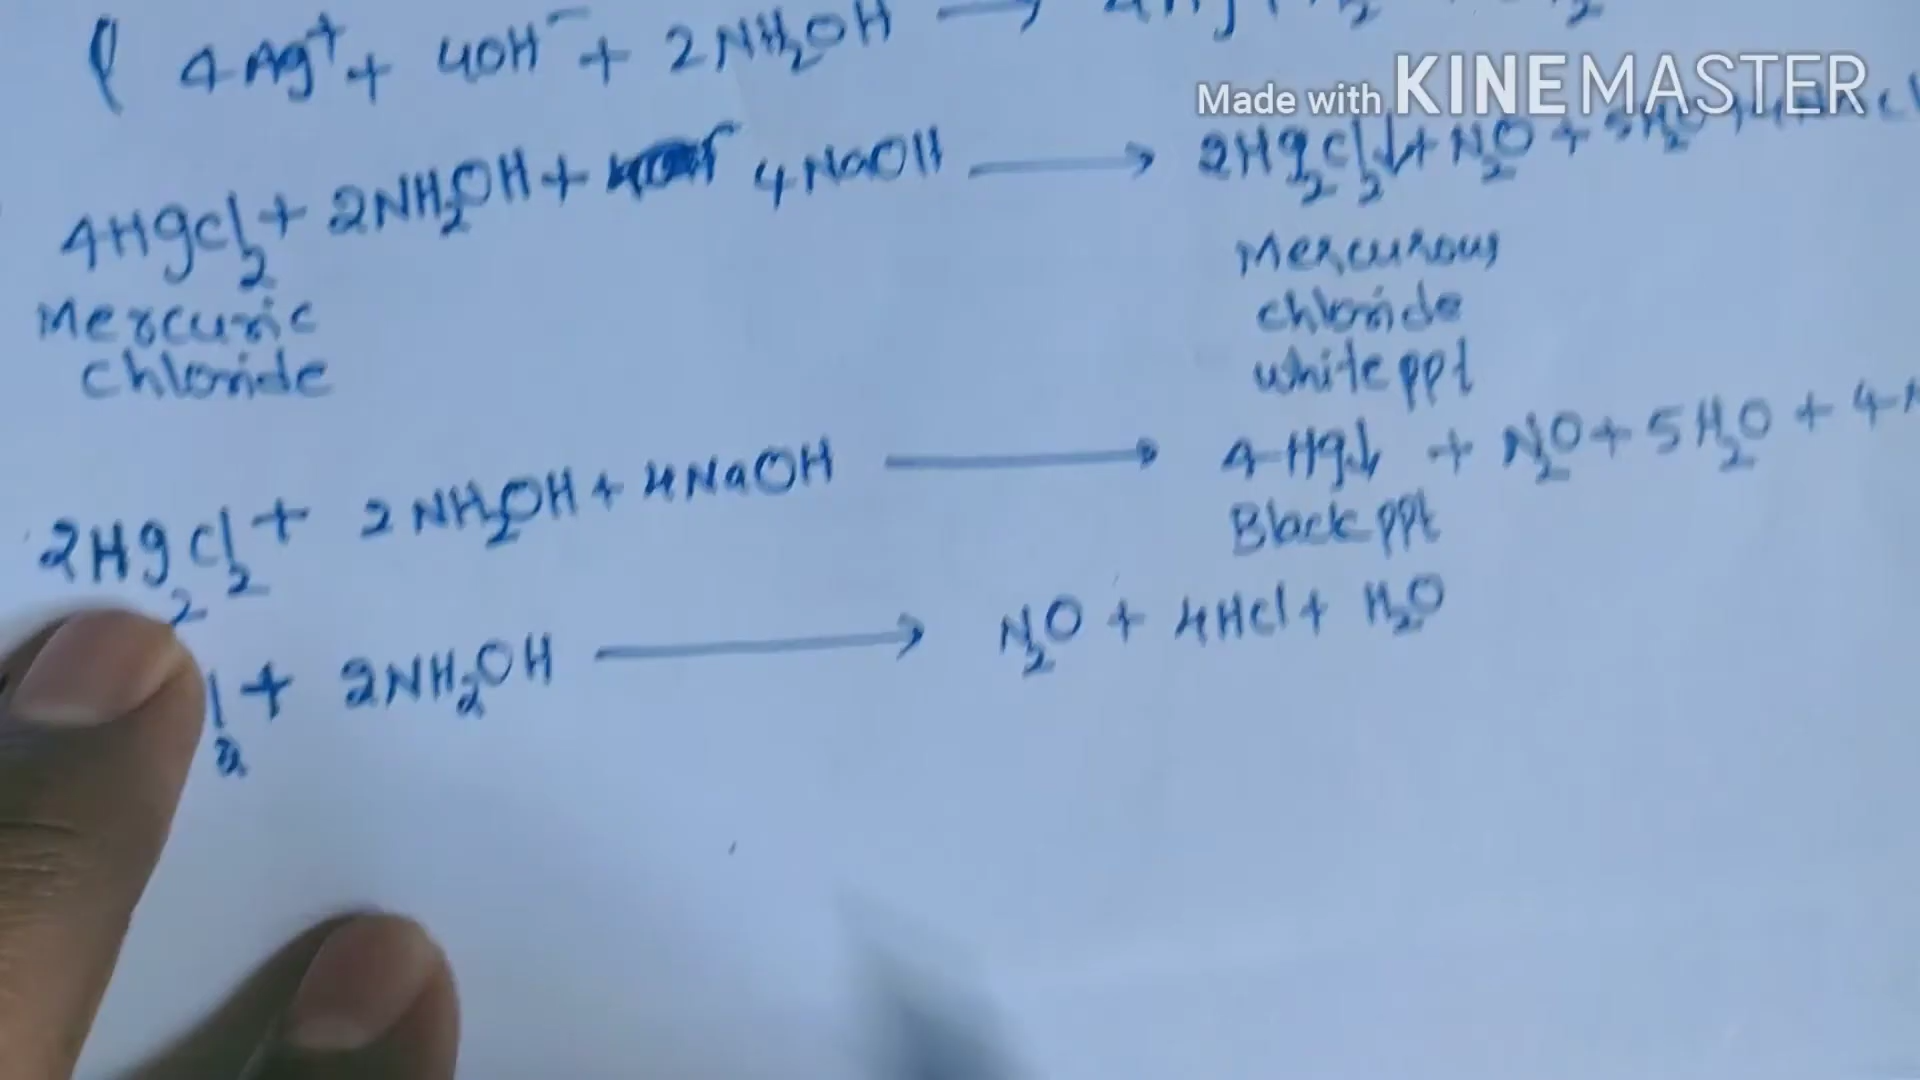 4Ag⁺ + 4OH⁻ + 2NH₂OH →
Made with KINEMASTER
4HgCl₂ + 2NH₂OH + 4NaOH → 2Hg₂Cl₂↓ + N₂O + 5H₂O +
Mercuric chloride
Mercurous
chloride
white ppt
2Hg₂Cl₂ + 2NH₂OH + 4NaOH → 4Hg↓ + N₂O + 5H₂O + 4
Black ppt
+ 2NH₂OH → N₂O + 4HCl + H₂O